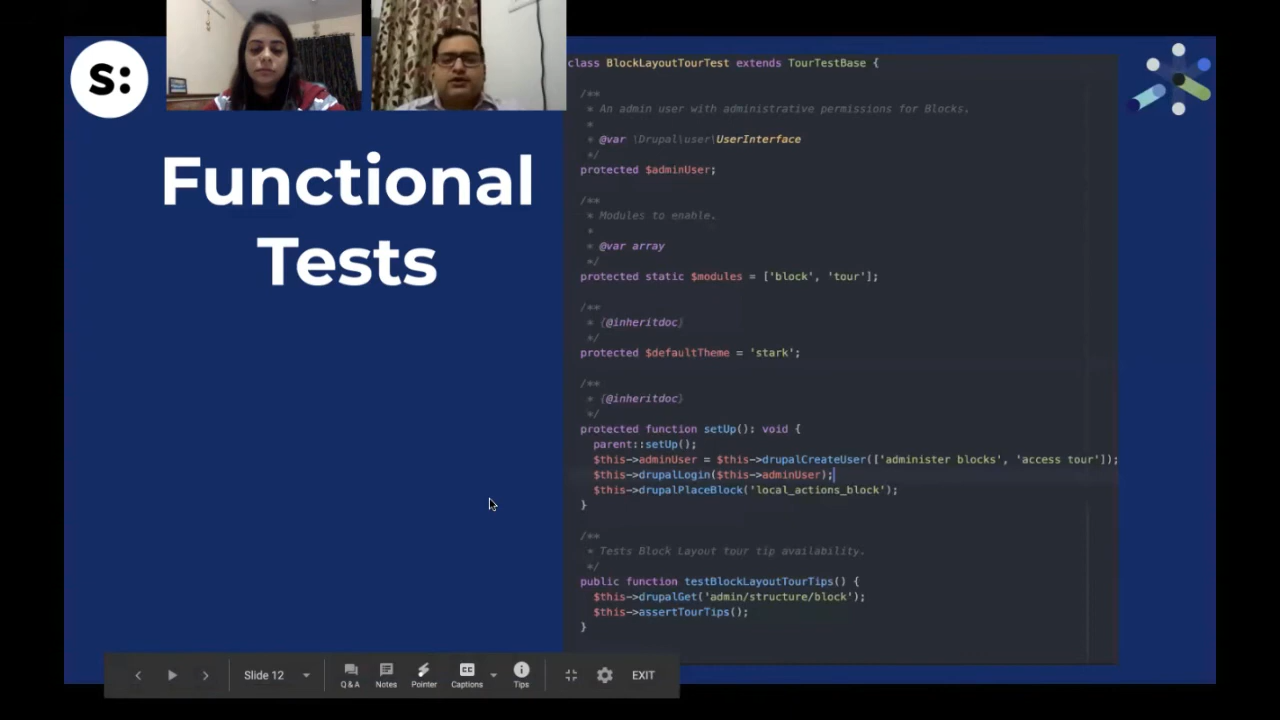 S:
Functional
Tests
class BlockLayoutTourTest extends TourTestBase {
/**
* An admin user with administrative permissions for Blocks.
*
* @var \Drupal\user\UserInterface
*/
protected $adminUser;
/**
* Modules to enable.
*
* @var array
*/
protected static $modules = ['block', 'tour'];
/**
* {@inheritdoc}
*/
protected $defaultTheme = 'stark';
/**
* {@inheritdoc}
*/
protected function setUp(): void {
parent::setUp();
$this->adminUser = $this->drupalCreateUser(['administer blocks', 'access tour']);
$this->drupalLogin($this->adminUser);
$this->drupalPlaceBlock('local_actions_block');
}
/**
* Tests Block Layout tour tip availability.
*/
public function testBlockLayoutTourTips() {
$this->drupalGet('admin/structure/block');
$this->assertTourTips();
}
Slide 12
Q&A
Notes
Pointer
Captions
Tips
EXIT
CC